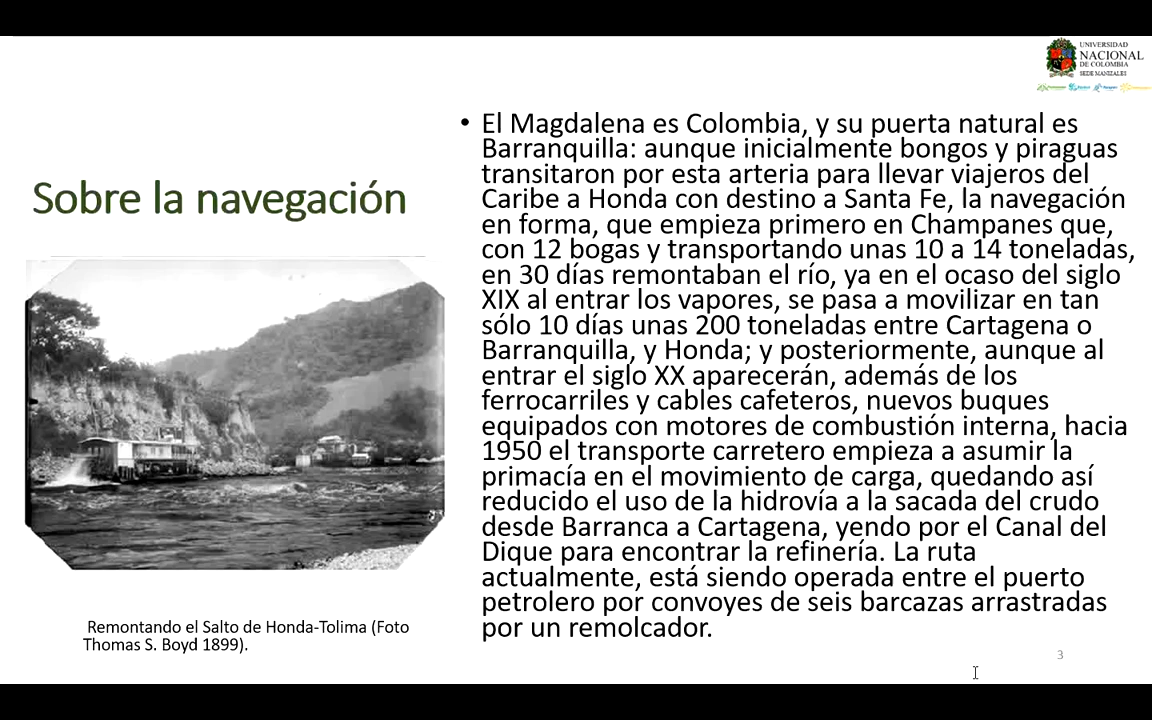 UNIVERSIDAD
NACIONAL
DE COLOMBIA
SEDE MANIZALES
Sobre la navegación
• El Magdalena es Colombia, y su puerta natural es
Barranquilla: aunque inicialmente bongos y piraguas
transitaron por esta arteria para llevar viajeros del
Caribe a Honda con destino a Santa Fe, la navegación
en forma, que empieza primero en Champanes que,
con 12 bogas y transportando unas 10 a 14 toneladas,
en 30 días remontaban el río, ya en el ocaso del siglo
XIX al entrar los vapores, se pasa a movilizar en tan
sólo 10 días unas 200 toneladas entre Cartagena o
Barranquilla, y Honda; y posteriormente, aunque al
entrar el siglo XX aparecerán, además de los
ferrocarriles y cables cafeteros, nuevos buques
equipados con motores de combustión interna, hacia
1950 el transporte carretero empieza a asumir la
primacía en el movimiento de carga, quedando así
reducido el uso de la hidrovía a la sacada del crudo
desde Barranca a Cartagena, yendo por el Canal del
Dique para encontrar la refinería. La ruta
actualmente, está siendo operada entre el puerto
petrolero por convoyes de seis barcazas arrastradas
por un remolcador.
Remontando el Salto de Honda-Tolima (Foto
Thomas S. Boyd 1899).
3